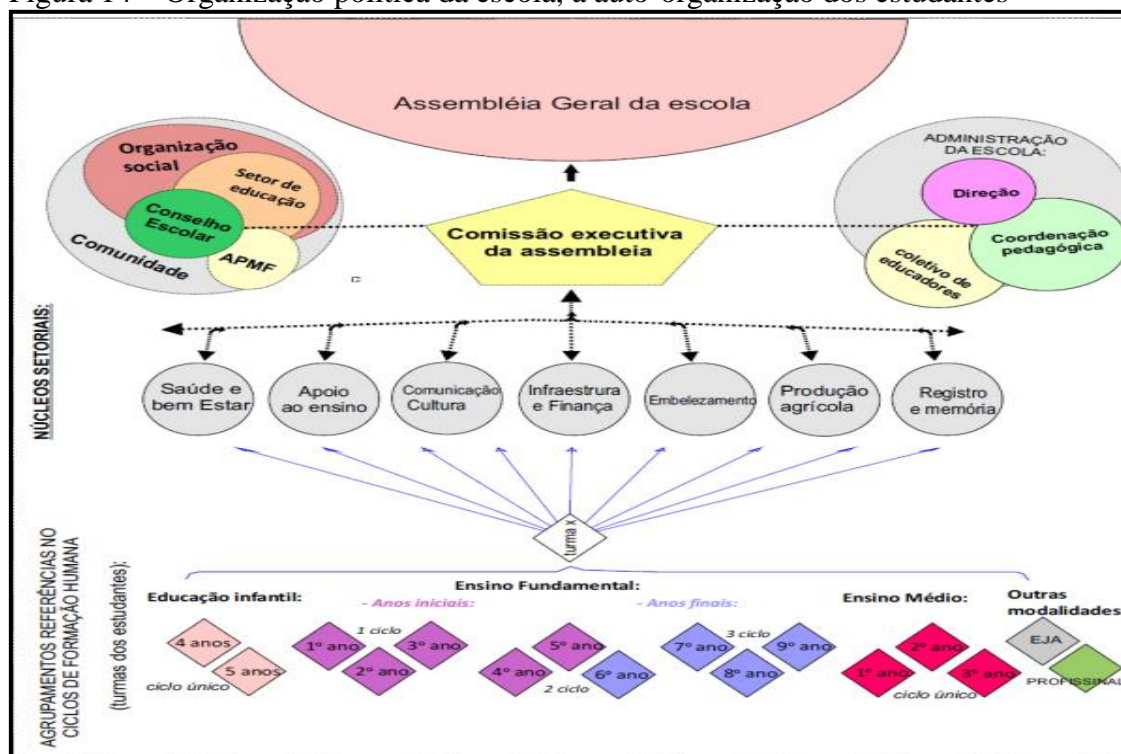 Figura 14 – Organização política da escola, a auto-organização dos estudantes
Assembléia Geral da escola
Organização
social
Setor de
educação
Conselho
Escolar
APMF
Comunidade
Comissão executiva
da assembleia
ADMINISTRAÇÃO
DA ESCOLA:
Direção
Coordenação
pedagógica
coletivo de
educadores
NÚCLEOS SETORIAIS:
Saúde e
bem Estar
Apoio
ao ensino
Comunicação
Cultura
Infraestrura
e Finança
Embelezamento
Produção
agrícola
Registro
e memória
AGRUPAMENTOS REFERÊNCIAS NO
CICLOS DE FORMAÇÃO HUMANA
(turmas dos estudantes):
turma x
Educação infantil:
4 anos
5 anos
ciclo único
Ensino Fundamental:
- Anos iniciais:
1 ciclo
1º ano
2º ano
3º ano
4º ano
5º ano
6º ano
2 ciclo
- Anos finais:
3 ciclo
7º ano
8º ano
9º ano
Ensino Médio:
1º ano
2º ano
3º ano
ciclo único
Outras
modalidades
EJA
PROFISSINAL